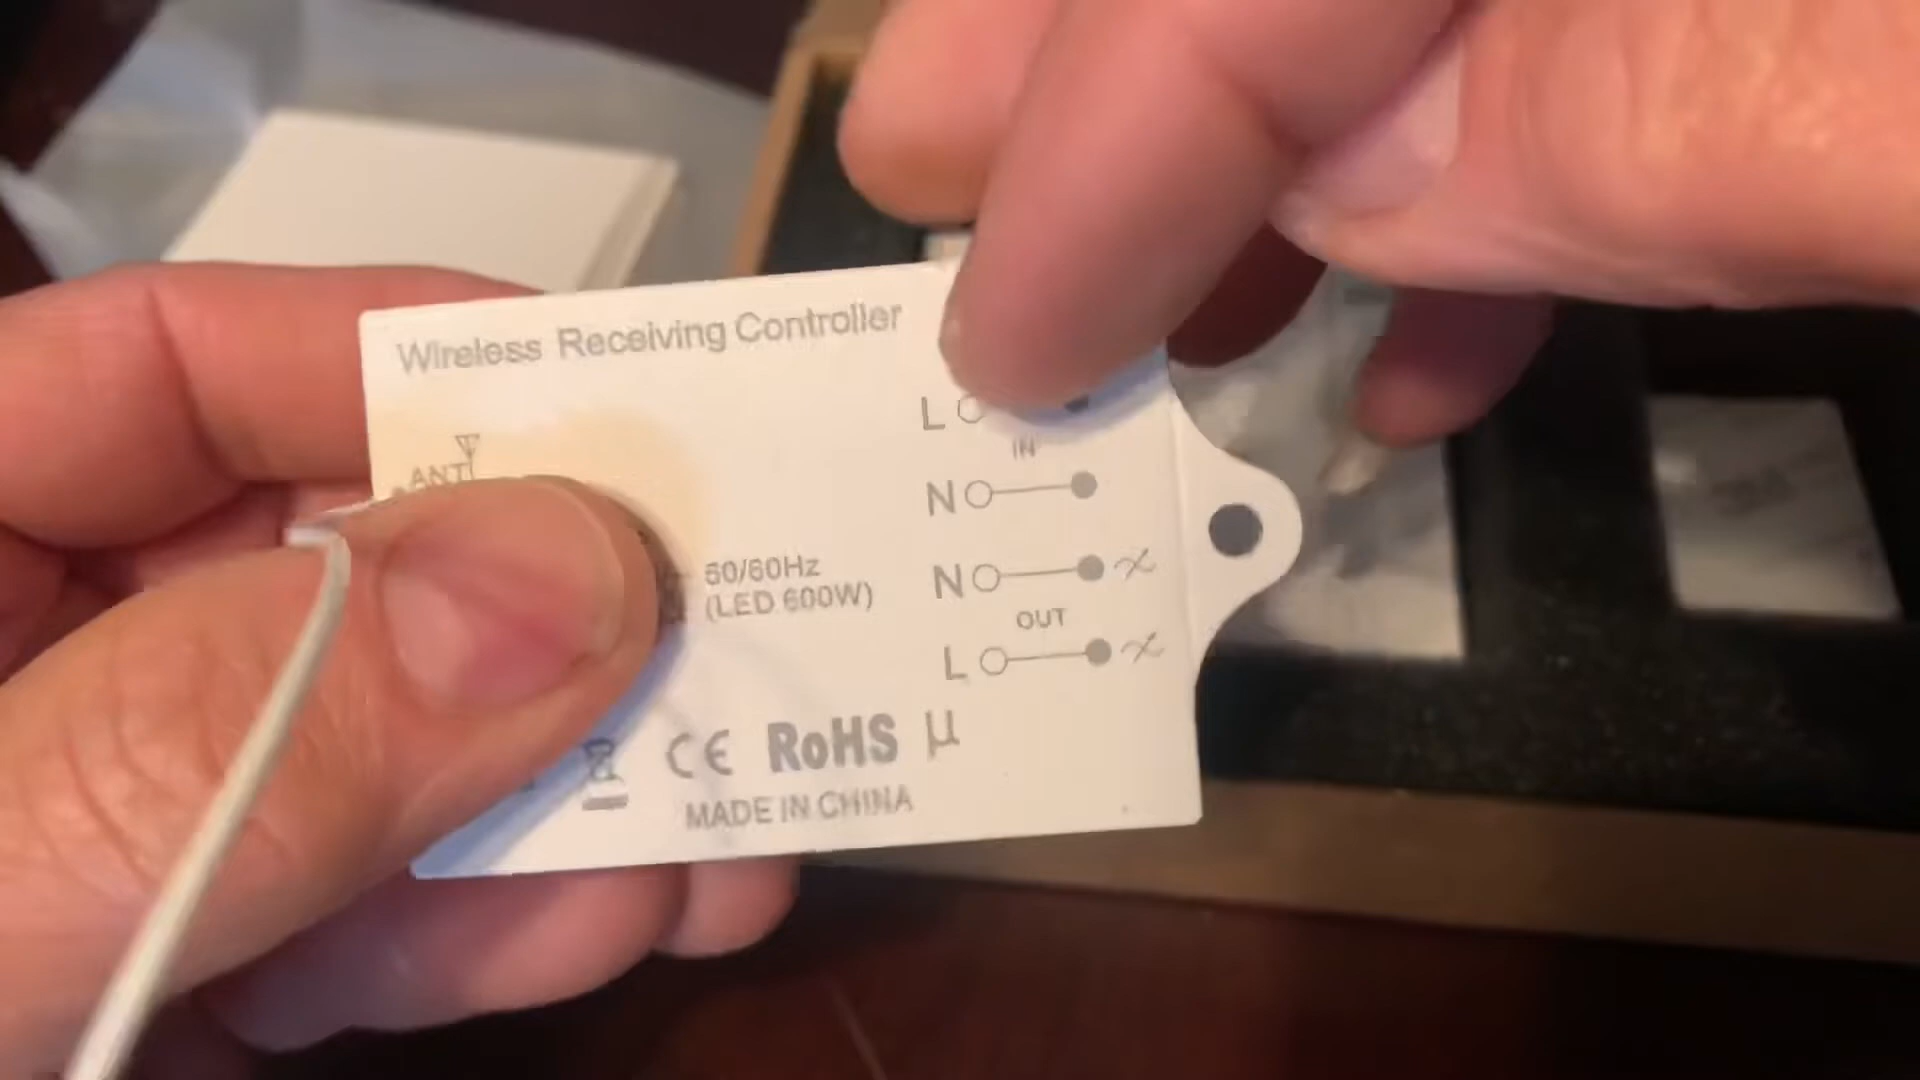 Wireless Receiving Controller
L
IN
ANT
N
50/60Hz
N
(LED 600W)
OUT
L
CE RoHS μ
MADE IN CHINA